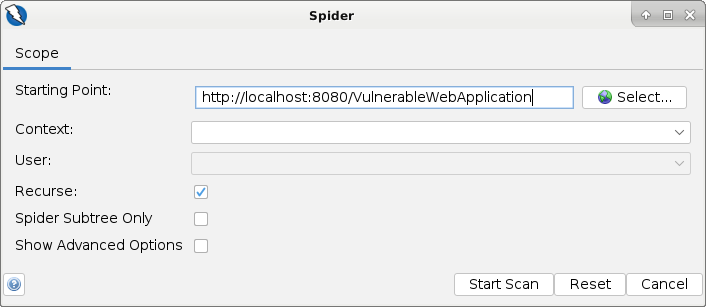 Spider
Scope
Starting Point: http://localhost:8080/VulnerableWebApplication Select...
Context:
User:
Recurse:
Spider Subtree Only
Show Advanced Options
Start Scan Reset Cancel